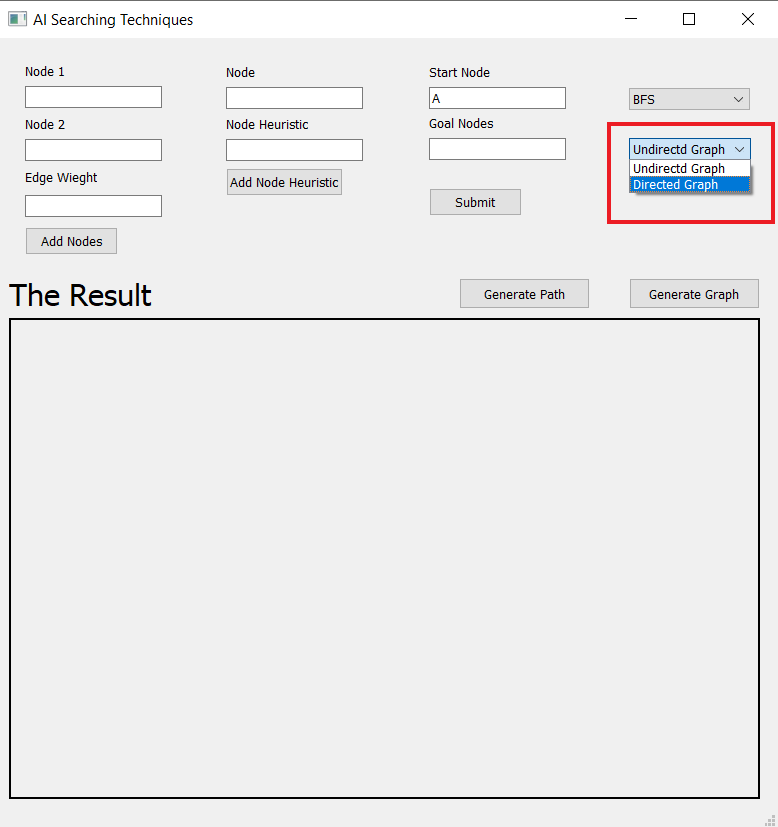 AI Searching Techniques
Node 1
Node
Start Node
A
BFS
Node 2
Node Heuristic
Goal Nodes
Undirectd Graph
Undirectd Graph
Directed Graph
Edge Wieght
Add Node Heuristic
Submit
Add Nodes
The Result
Generate Path
Generate Graph